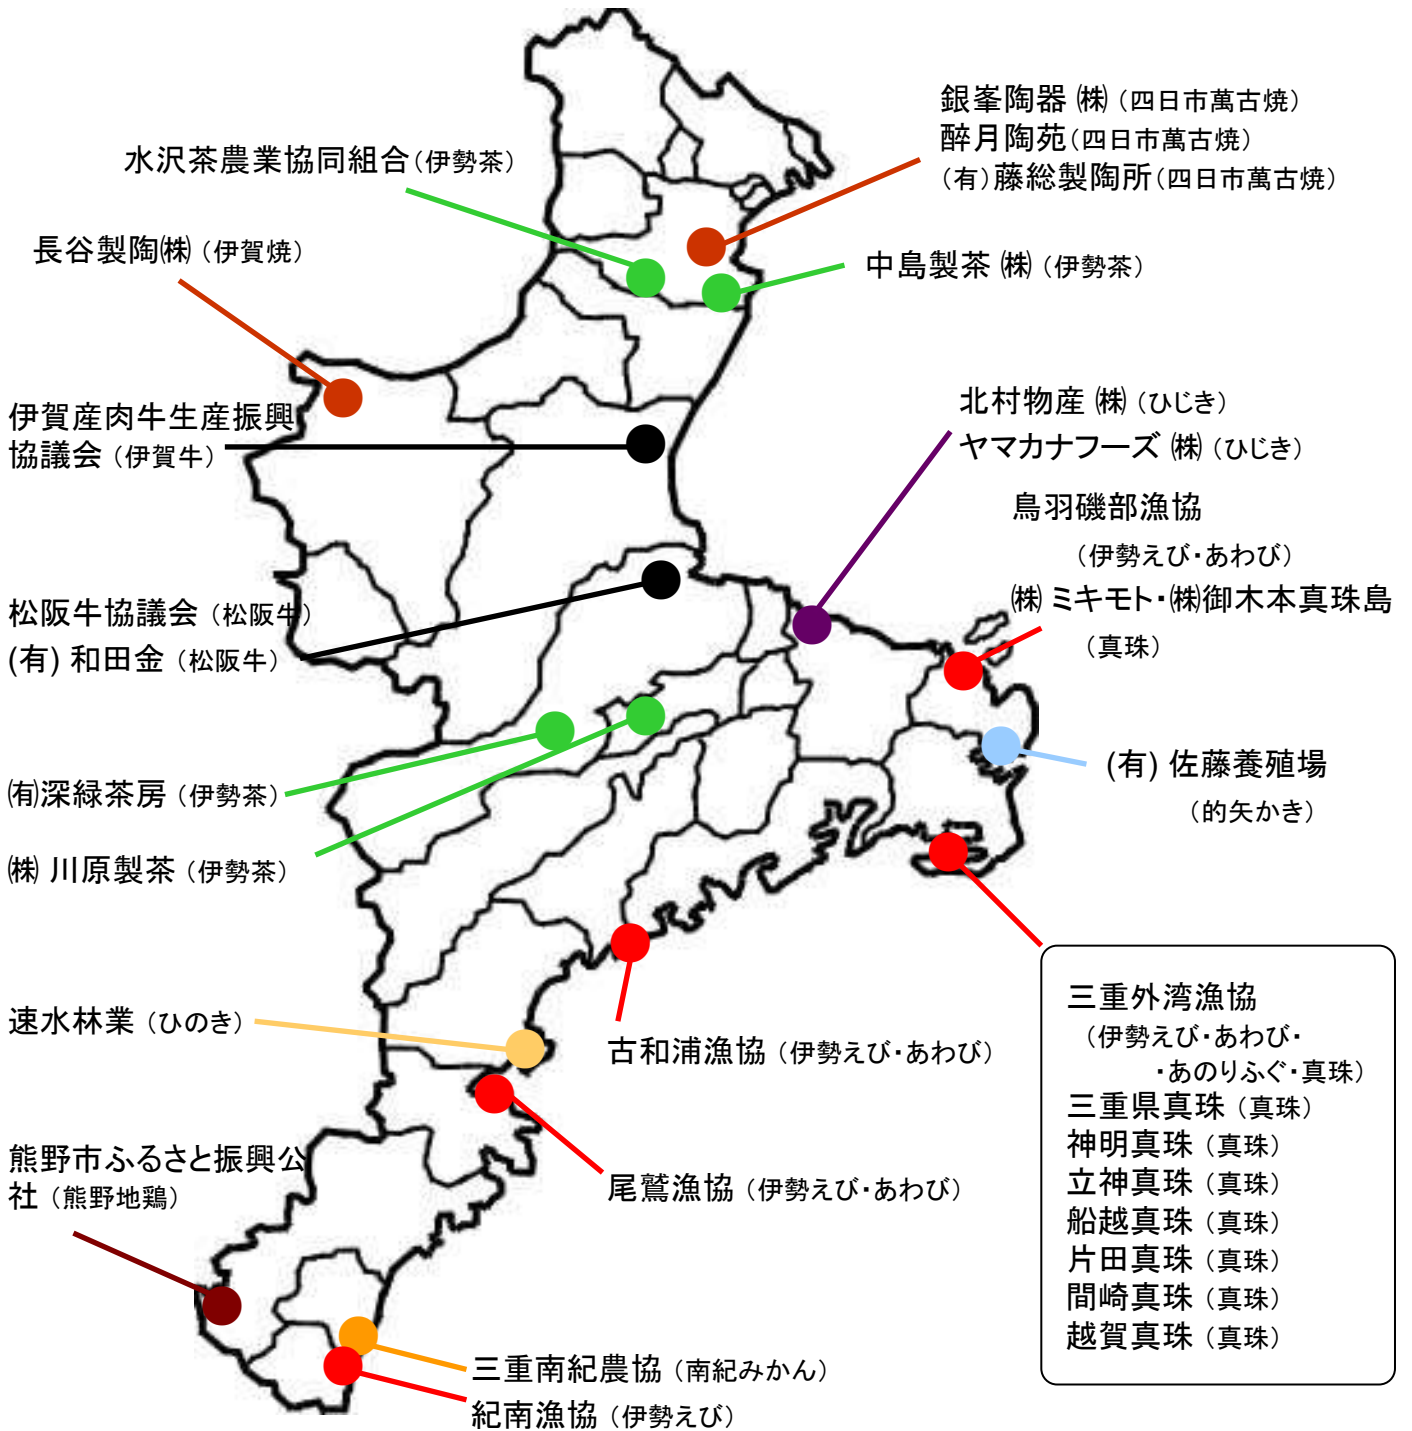 銀峯陶器 ㈱（四日市萬古焼）
酔月陶苑（四日市萬古焼）
（有）藤総製陶所（四日市萬古焼）
水沢茶農業協同組合（伊勢茶）
長谷製陶㈱（伊賀焼）
中島製茶 ㈱（伊勢茶）
伊賀産肉牛生産振興
協議会（伊賀牛）
北村物産 ㈱（ひじき）
ヤマカナフーズ ㈱（ひじき）
鳥羽磯部漁協
（伊勢えび・あわび）
㈱ ミキモト・㈱御木本真珠島
（真珠）
松阪牛協議会（松阪牛）
(有) 和田金（松阪牛）
(有) 佐藤養殖場
（的矢かき）
㈲深緑茶房（伊勢茶）
㈱ 川原製茶（伊勢茶）
速水林業（ひのき）
古和浦漁協（伊勢えび・あわび）
三重外湾漁協
（伊勢えび・あわび・
・あのりふぐ・真珠）
三重県真珠（真珠）
神明真珠（真珠）
立神真珠（真珠）
船越真珠（真珠）
片田真珠（真珠）
間崎真珠（真珠）
越賀真珠（真珠）
熊野市ふるさと振興公
社（熊野地鶏）
尾鷲漁協（伊勢えび・あわび）
三重南紀農協（南紀みかん）
紀南漁協（伊勢えび）